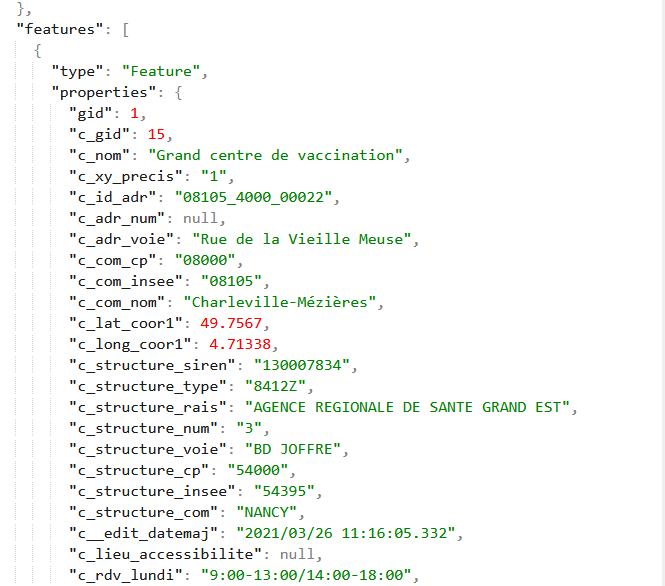 },
"features": [
{
"type": "Feature",
"properties": {
"gid": 1,
"c_gid": 15,
"c_nom": "Grand centre de vaccination",
"c_xy_precis": "1",
"c_id_adr": "08105_4000_00022",
"c_adr_num": null,
"c_adr_voie": "Rue de la Vieille Meuse",
"c_com_cp": "08000",
"c_com_insee": "08105",
"c_com_nom": "Charleville-Mézières",
"c_lat_coor1": 49.7567,
"c_long_coor1": 4.71338,
"c_structure_siren": "130007834",
"c_structure_type": "8412Z",
"c_structure_rais": "AGENCE REGIONALE DE SANTE GRAND EST",
"c_structure_num": "3",
"c_structure_voie": "BD JOFFRE",
"c_structure_cp": "54000",
"c_structure_insee": "54395",
"c_structure_com": "NANCY",
"c__edit_datemaj": "2021/03/26 11:16:05.332",
"c_lieu_accessibilite": null,
"c_rdv_lundi": "9:00-13:00/14:00-18:00",